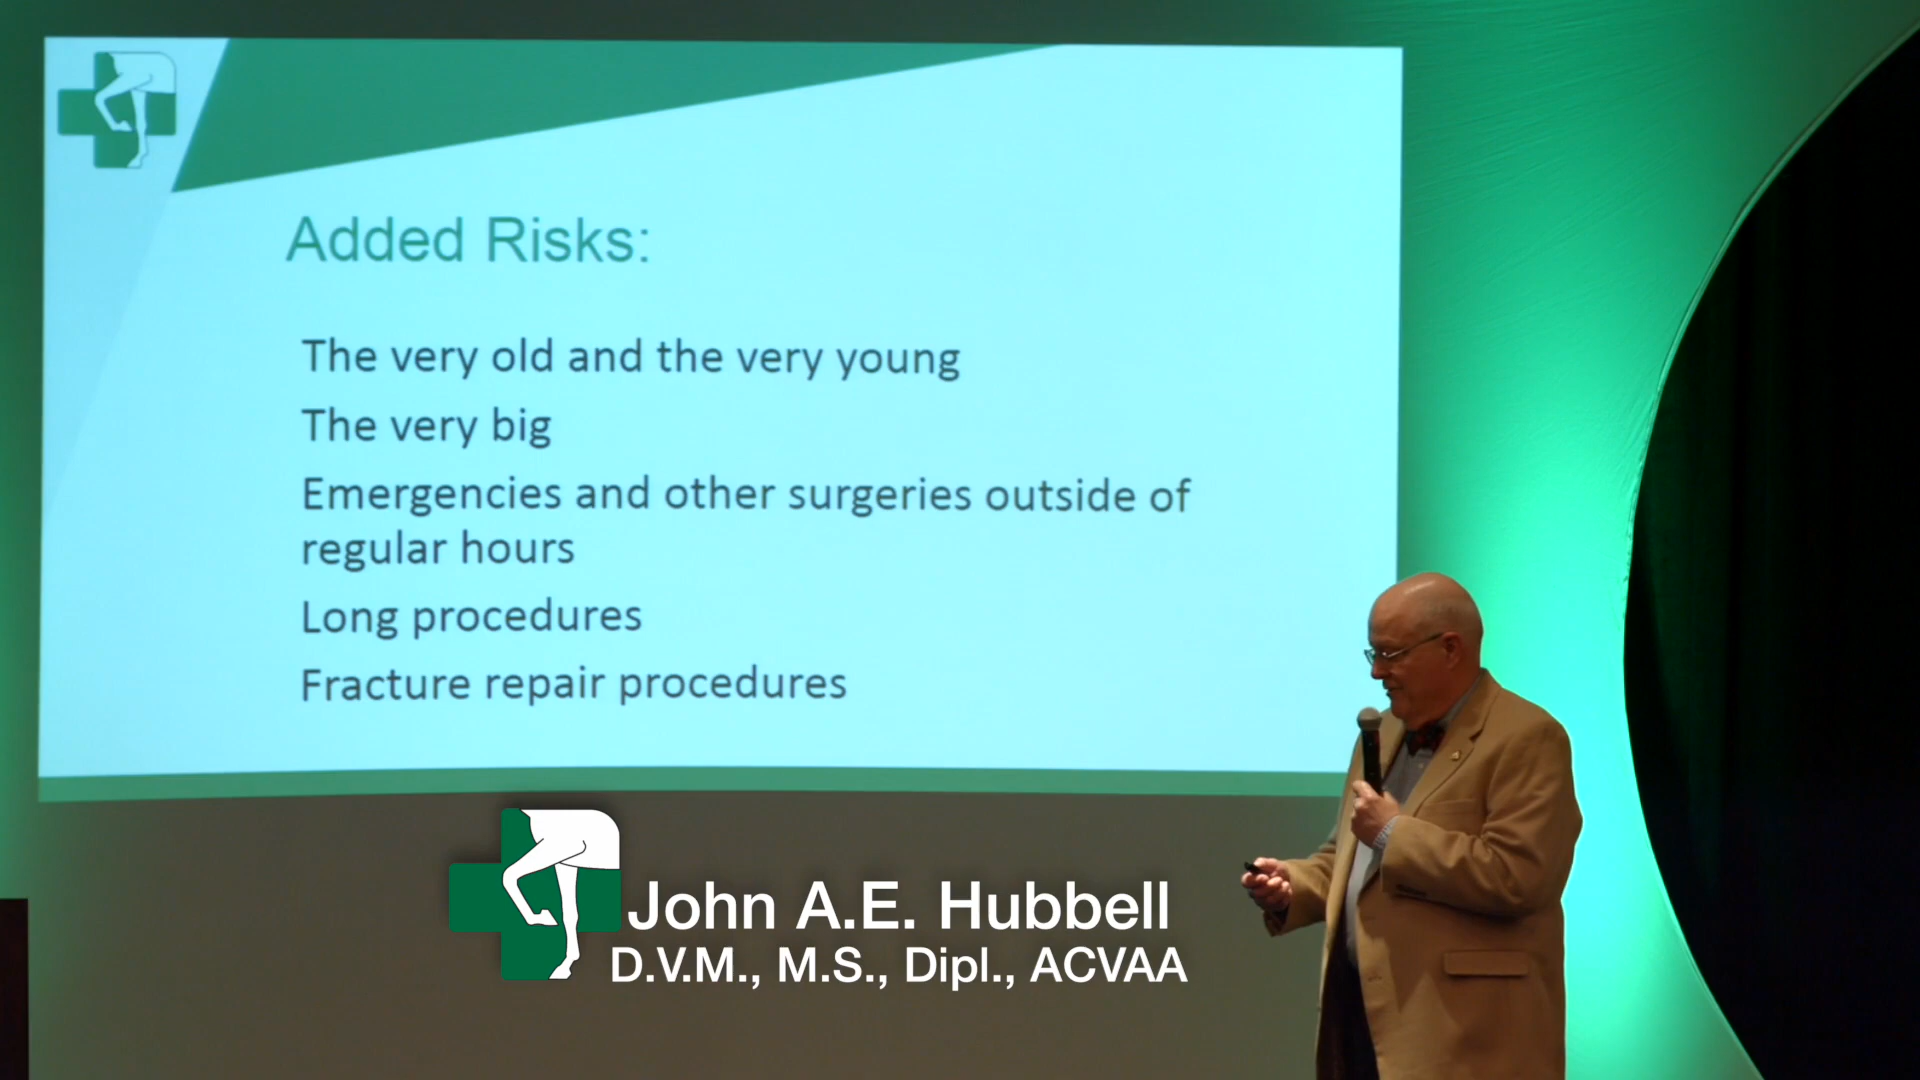 Added Risks:
The very old and the very young
The very big
Emergencies and other surgeries outside of
regular hours
Long procedures
Fracture repair procedures
John A.E. Hubbell
D.V.M., M.S., Dipl., ACVAA